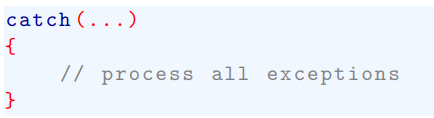 catch(...)
{
    // process all exceptions
}